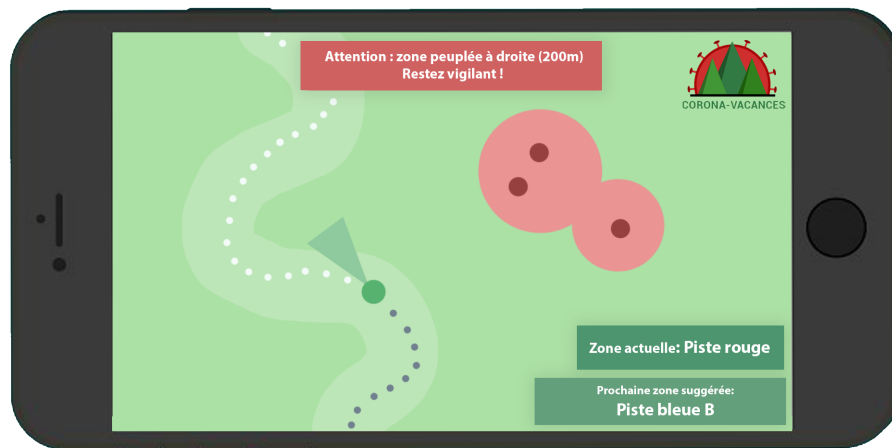 Attention : zone peuplée à droite (200m)
Restez vigilant !
CORONA-VACANCES
Zone actuelle: Piste rouge
Prochaine zone suggérée:
Piste bleue B